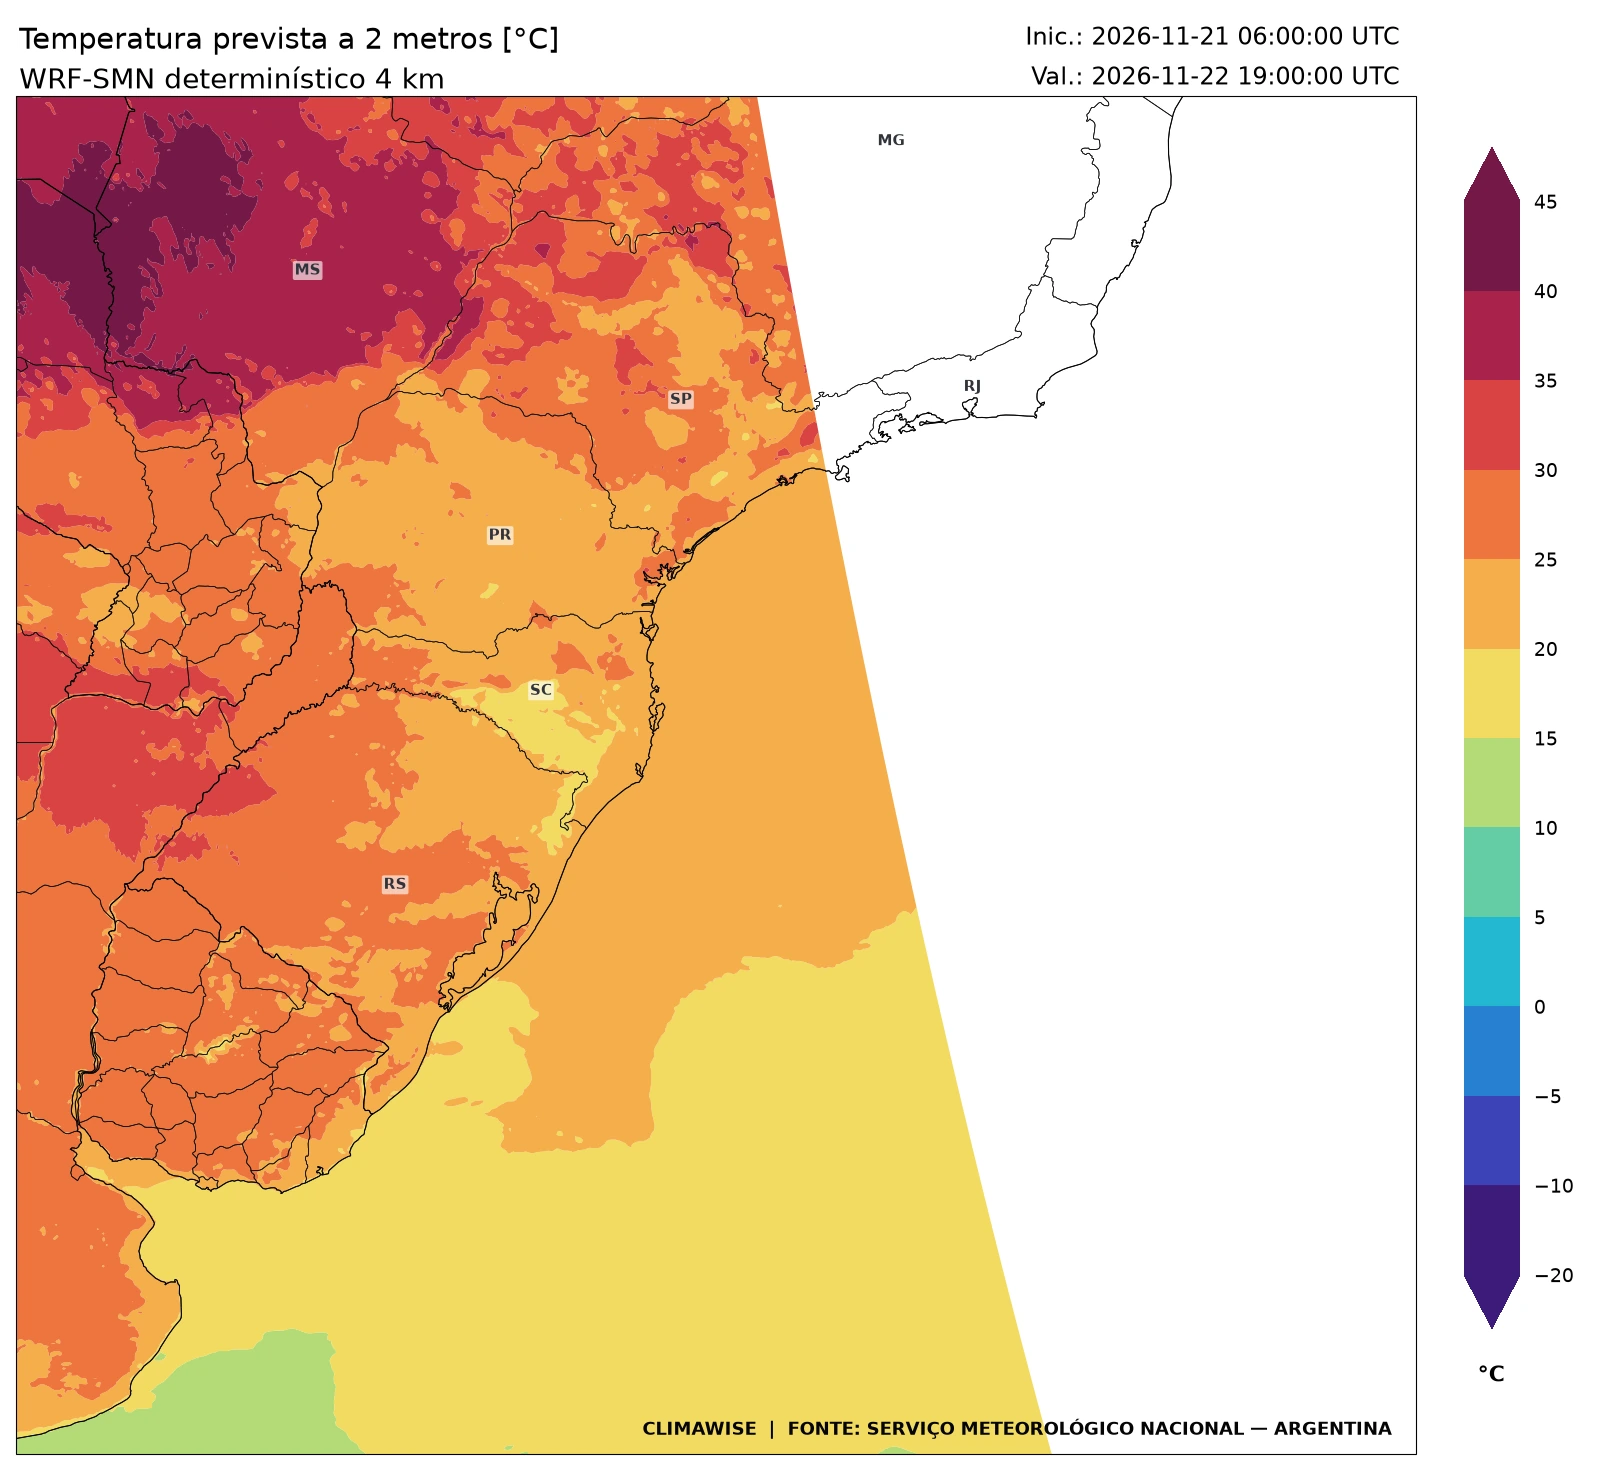 Temperatura prevista a 2 metros [°C]
WRF-SMN determinístico 4 km
Inic.: 2026-11-21 06:00:00 UTC
Val.: 2026-11-22 19:00:00 UTC
MG
MS
RJ
SP
PR
SC
RS
45
40
35
30
25
20
15
10
5
0
−5
−10
−20
°C
CLIMAWISE | FONTE: SERVIÇO METEOROLÓGICO NACIONAL — ARGENTINA